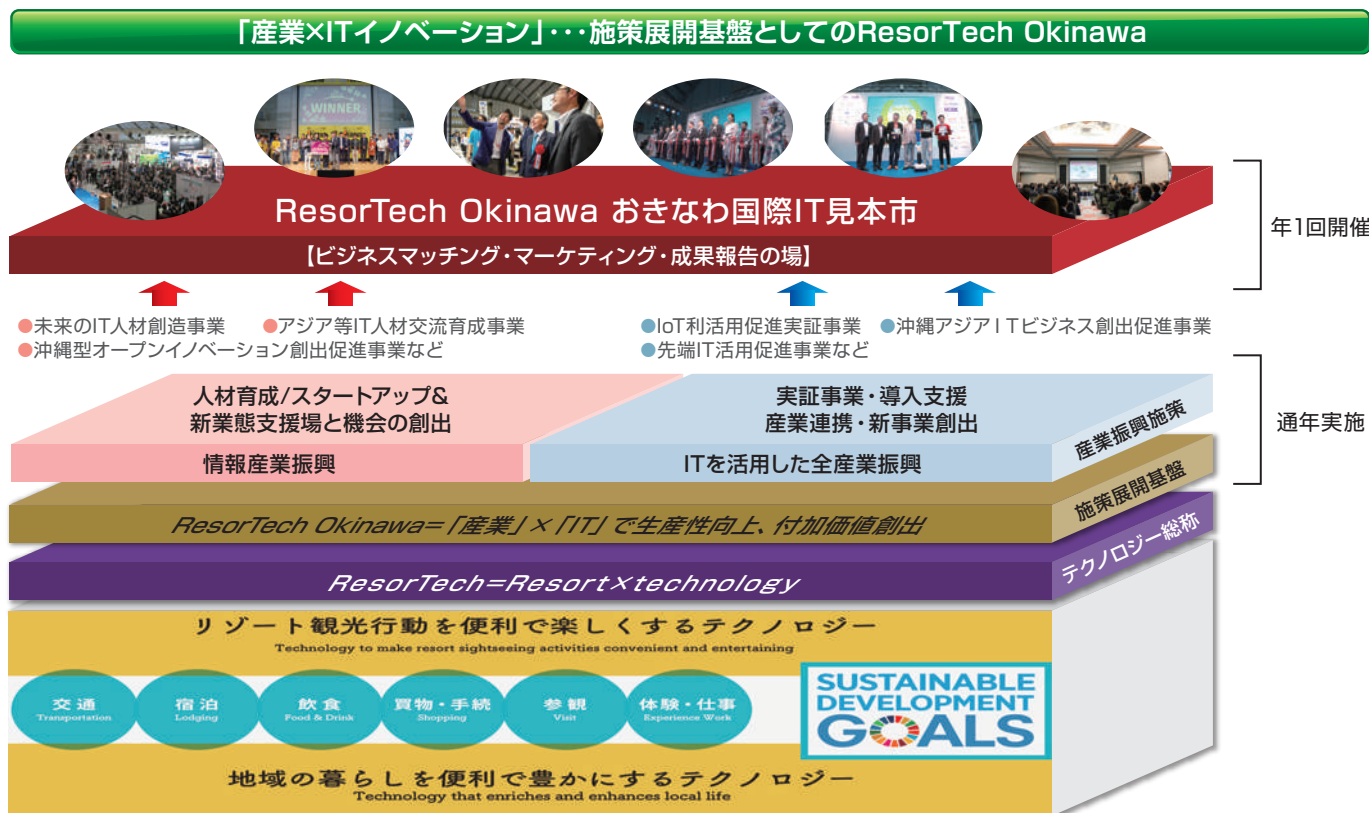 「産業×ITイノベーション」･･･施策展開基盤としてのResorTech Okinawa
WINNER
ResorTech Okinawa おきなわ国際IT見本市
【ビジネスマッチング・マーケティング・成果報告の場】
年1回開催
●未来のIT人材創造事業 ●アジア等IT人材交流育成事業
●沖縄型オープンイノベーション創出促進事業など
●IoT利活用促進実証事業 ●沖縄アジアITビジネス創出促進事業
●先端IT活用促進事業など
人材育成/スタートアップ&
新業態支援場と機会の創出
情報産業振興
実証事業・導入支援
産業連携・新事業創出
ITを活用した全産業振興
産業振興施策
通年実施
ResorTech Okinawa=「産業」×「IT」で生産性向上、付加価値創出
施策展開基盤
ResorTech=Resort×technology
テクノロジー総称
リゾート観光行動を便利で楽しくするテクノロジー
Technology to make resort sightseeing activities convenient and entertaining
交通
Transportation
宿泊
Lodging
飲食
Food & Drink
買物・手続
Shopping
参観
Visit
体験・仕事
Experience Work
SUSTAINABLE
DEVELOPMENT
GOALS
地域の暮らしを便利で豊かにするテクノロジー
Technology that enriches and enhances local life